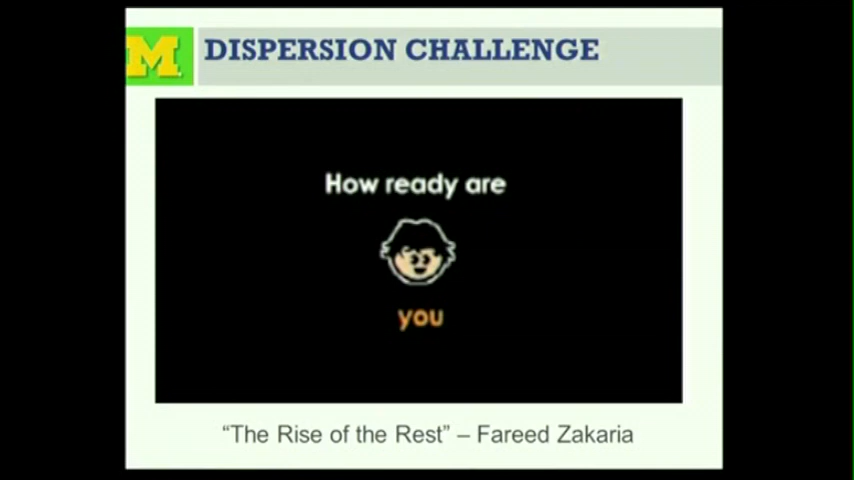 M
DISPERSION CHALLENGE
How ready are
you
“The Rise of the Rest” – Fareed Zakaria